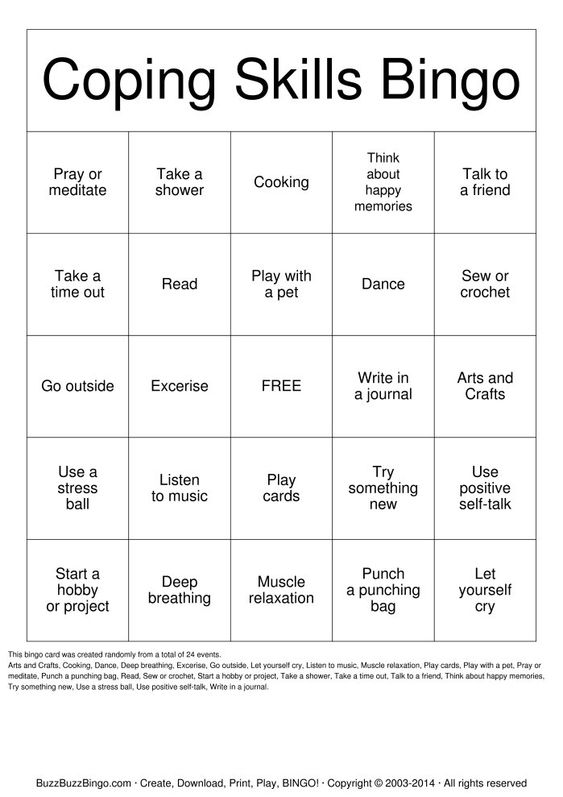 Coping Skills Bingo
Pray or
meditate
Take a
shower
Cooking
Think
about
happy
memories
Talk to
a friend
Take a
time out
Read
Play with
a pet
Dance
Sew or
crochet
Go outside
Excerise
FREE
Write in
a journal
Arts and
Crafts
Use a
stress
ball
Listen
to music
Play
cards
Try
something
new
Use
positive
self-talk
Start a
hobby
or project
Deep
breathing
Muscle
relaxation
Punch
a punching
bag
Let
yourself
cry
This bingo card was created randomly from a total of 24 events.
Arts and Crafts, Cooking, Dance, Deep breathing, Excerise, Go outside, Let yourself cry, Listen to music, Muscle relaxation, Play cards, Play with a pet, Pray or
meditate, Punch a punching bag, Read, Sew or crochet, Start a hobby or project, Take a shower, Take a time out, Talk to a friend, Think about happy memories,
Try something new, Use a stress ball, Use positive self-talk, Write in a journal.
BuzzBuzzBingo.com · Create, Download, Print, Play, BINGO! · Copyright © 2003-2014 · All rights reserved